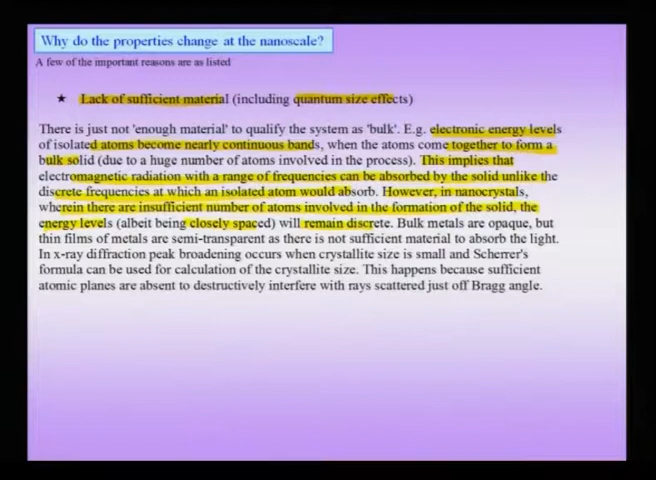 Why do the properties change at the nanoscale?
A few of the important reasons are as listed
★ Lack of sufficient material (including quantum size effects)
There is just not 'enough material' to qualify the system as 'bulk'. E.g. electronic energy levels
of isolated atoms become nearly continuous bands, when the atoms come together to form a
bulk solid (due to a huge number of atoms involved in the process). This implies that
electromagnetic radiation with a range of frequencies can be absorbed by the solid unlike the
discrete frequencies at which an isolated atom would absorb. However, in nanocrystals,
wherein there are insufficient number of atoms involved in the formation of the solid, the
energy levels (albeit being closely spaced) will remain discrete. Bulk metals are opaque, but
thin films of metals are semi-transparent as there is not sufficient material to absorb the light.
In x-ray diffraction peak broadening occurs when crystallite size is small and Scherrer's
formula can be used for calculation of the crystallite size. This happens because sufficient
atomic planes are absent to destructively interfere with rays scattered just off Bragg angle.